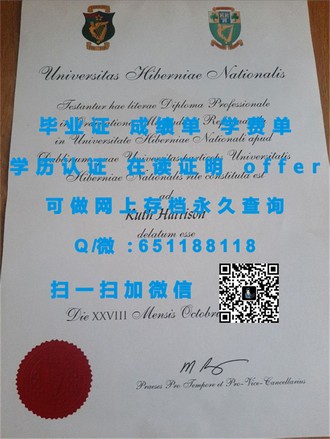 Universitas Hiberniae Nationalis
Testantur hae literae Diploma Professionale
毕业证 成绩单 学费单
in Universitate Hiberniae Nationali apud
学历认证 在读证明 offer
Hiberniae Nationalis rite constituta est
ad
可做网上存档永久查询
Ruth Harrison
delatum esse
Q/微:651188118
扫一扫加微信
Die XXVIII Mensis Octobr
Praeses Pro Tempore et Pro-Vice-Cancellarius